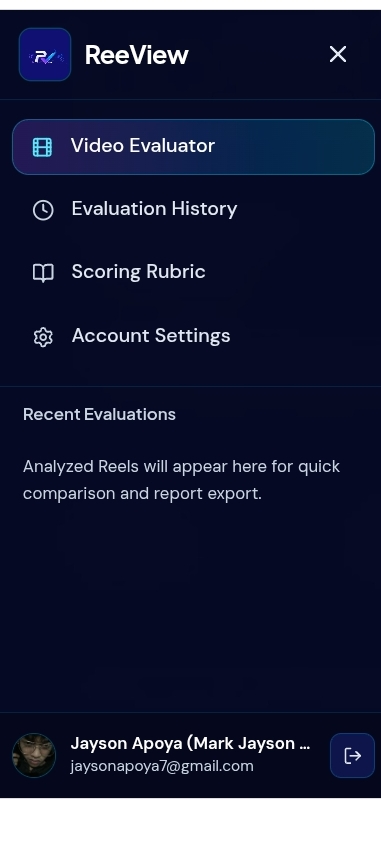 ReeView
Video Evaluator
Evaluation History
Scoring Rubric
Account Settings
Recent Evaluations
Analyzed Reels will appear here for quick
comparison and report export.
Jayson Apoya (Mark Jayson ...
jaysonapoya7@gmail.com